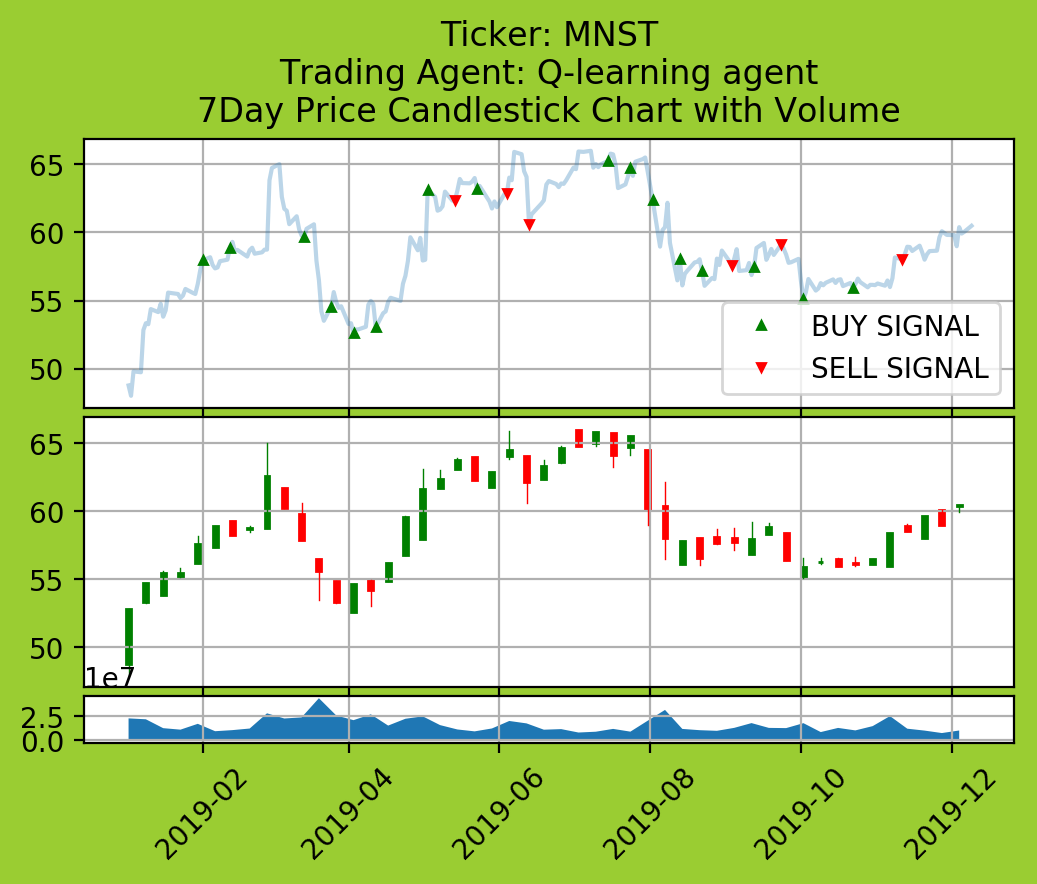 Ticker: MNST
Trading Agent: Q-learning agent
7Day Price Candlestick Chart with Volume
65
60
55
50
BUY SIGNAL
SELL SIGNAL
65
60
55
50
1e7
2.5
0.0
2019-02
2019-04
2019-06
2019-08
2019-10
2019-12